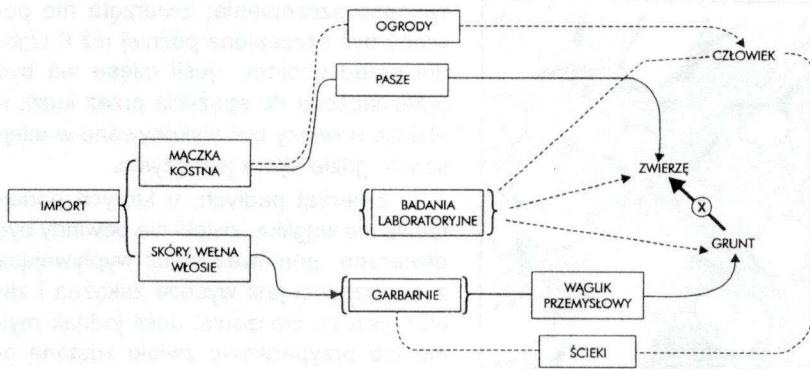 OGRODY
CZŁOWIEK
PASZE
MĄCZKA
KOSTNA
ZWIERZĘ
IMPORT
BADANIA
LABORATORYJNE
X
GRUNT
SKÓRY, WEŁNA
WŁOSIE
GARBARNIE
WĄGLIK
PRZEMYSŁOWY
ŚCIEKI